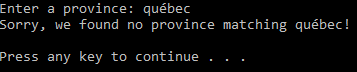 Enter a province: québec
Sorry, we found no province matching québec!
Press any key to continue . . .